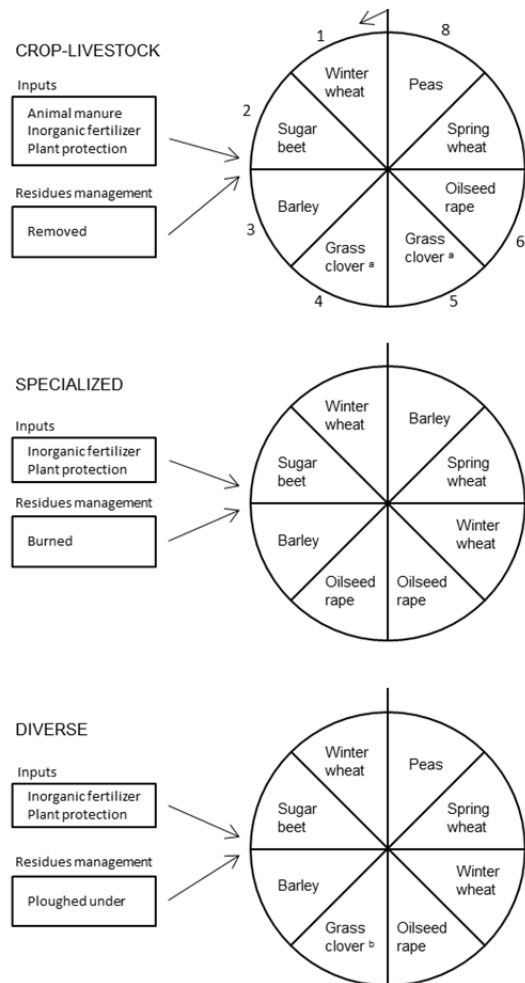 CROP-LIVESTOCK
Inputs
Animal manure
Inorganic fertilizer
Plant protection
Residues management
Removed
1
8
Winter
wheat
Peas
2
Sugar
beet
Spring
wheat
Barley
Oilseed
rape
3
6
Grass
clover ᵃ
Grass
clover ᵃ
4
5
SPECIALIZED
Inputs
Inorganic fertilizer
Plant protection
Residues management
Burned
Winter
wheat
Barley
Sugar
beet
Spring
wheat
Barley
Winter
wheat
Oilseed
rape
Oilseed
rape
DIVERSE
Inputs
Inorganic fertilizer
Plant protection
Residues management
Ploughed under
Winter
wheat
Peas
Sugar
beet
Spring
wheat
Barley
Winter
wheat
Grass
clover ᵇ
Oilseed
rape